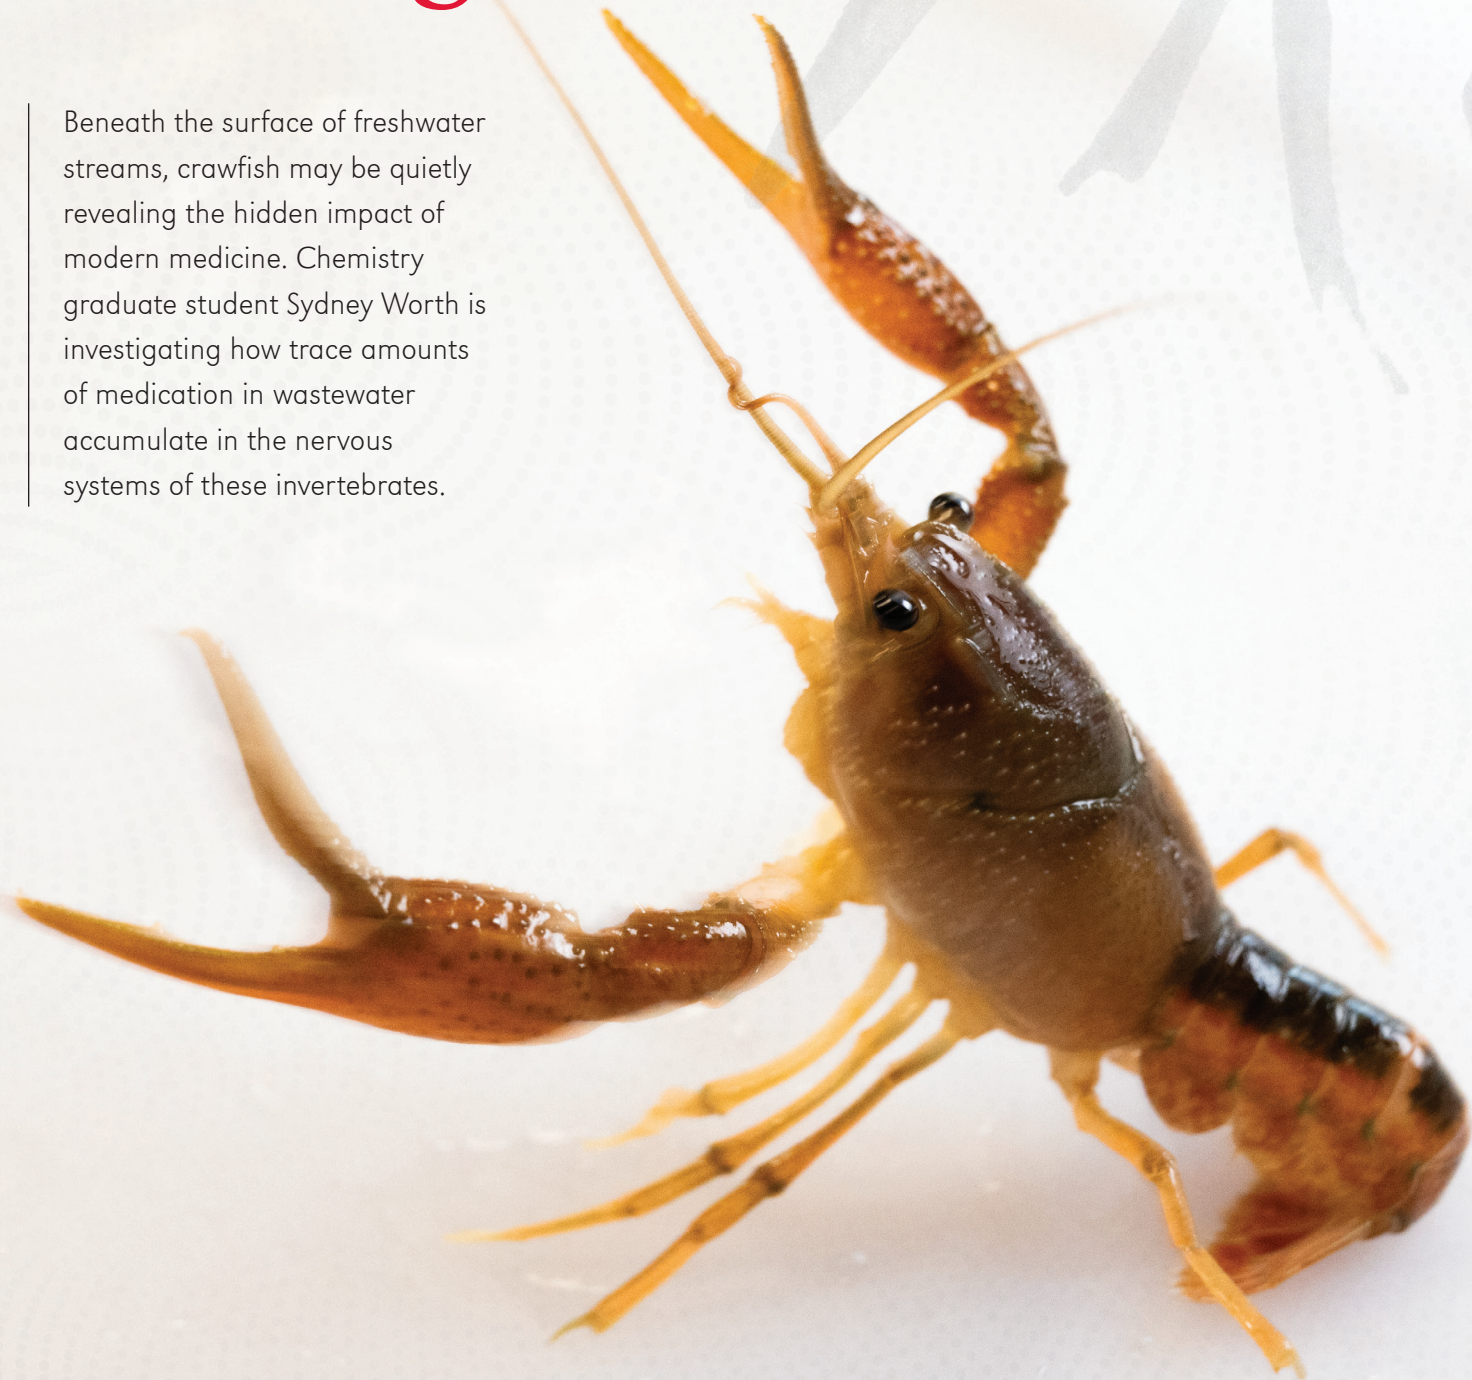 Beneath the surface of freshwater
streams, crawfish may be quietly
revealing the hidden impact of
modern medicine. Chemistry
graduate student Sydney Worth is
investigating how trace amounts
of medication in wastewater
accumulate in the nervous
systems of these invertebrates.